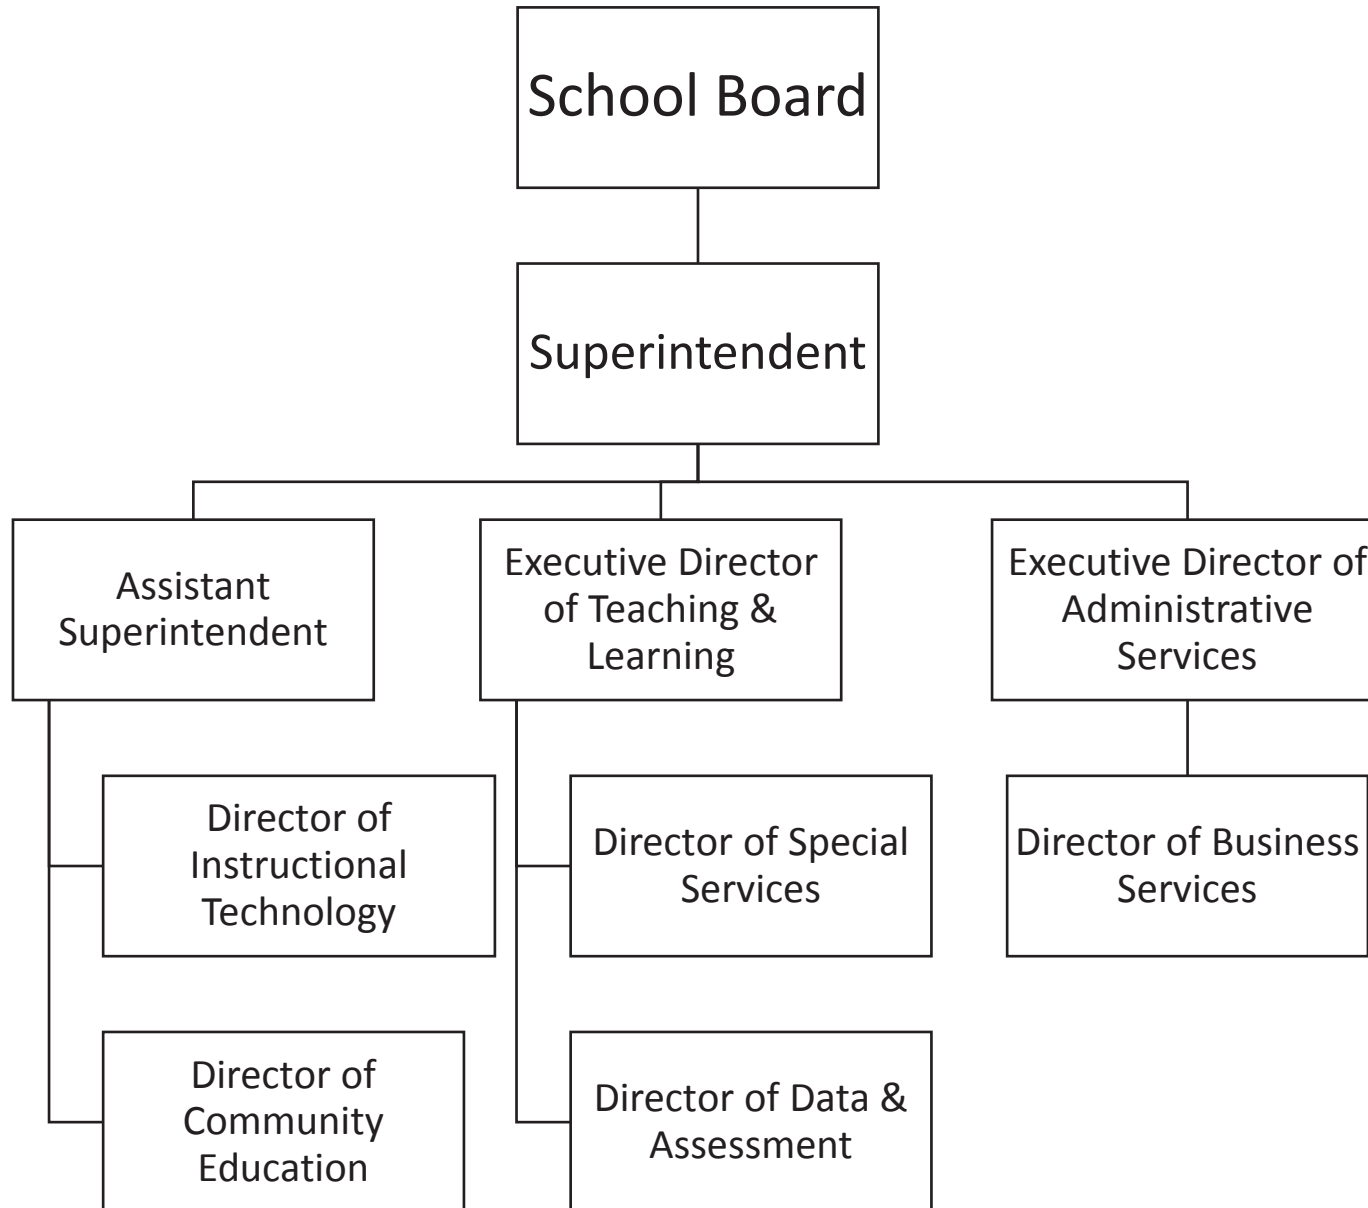 School Board
Superintendent
Assistant
Superintendent
Executive Director
of Teaching &
Learning
Executive Director of
Administrative
Services
Director of
Instructional
Technology
Director of Special
Services
Director of Business
Services
Director of
Community
Education
Director of Data &
Assessment